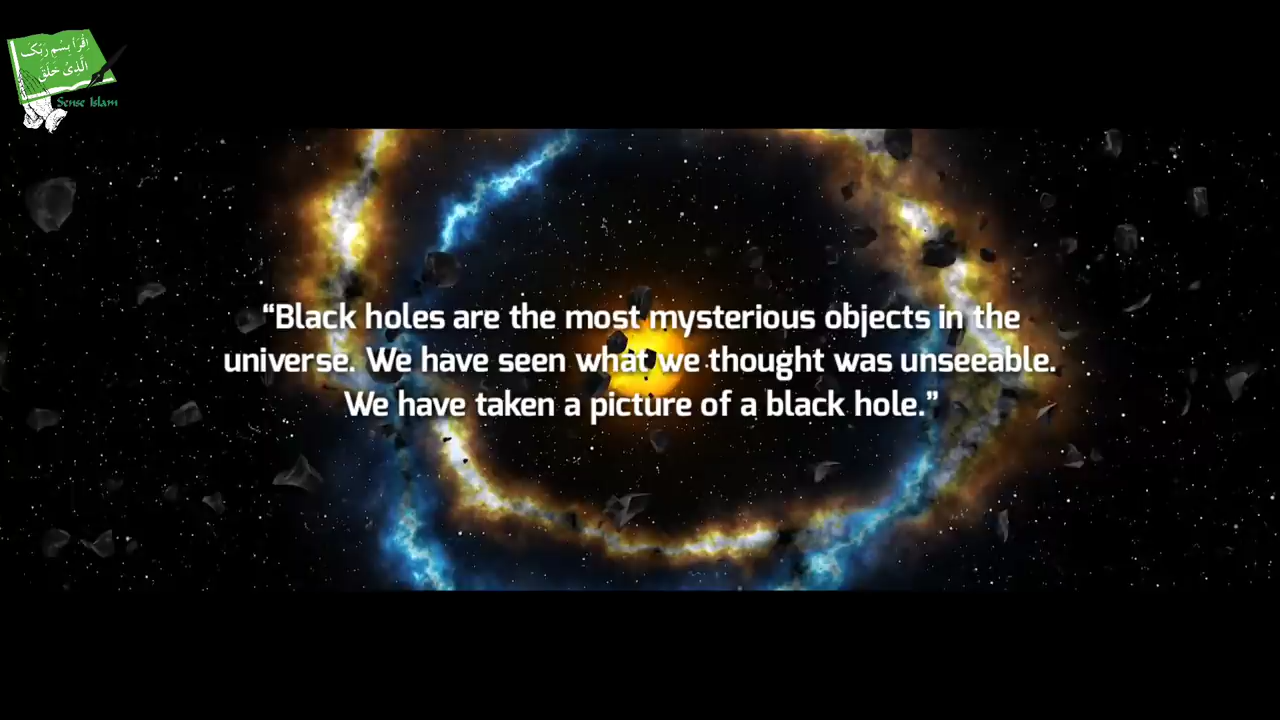 اِقْرَاْ بِسْمِ رَبِّكَ
الَّذِىْ خَلَقَ
Sense Islam
“Black holes are the most mysterious objects in the
universe. We have seen what we thought was unseeable.
We have taken a picture of a black hole.”